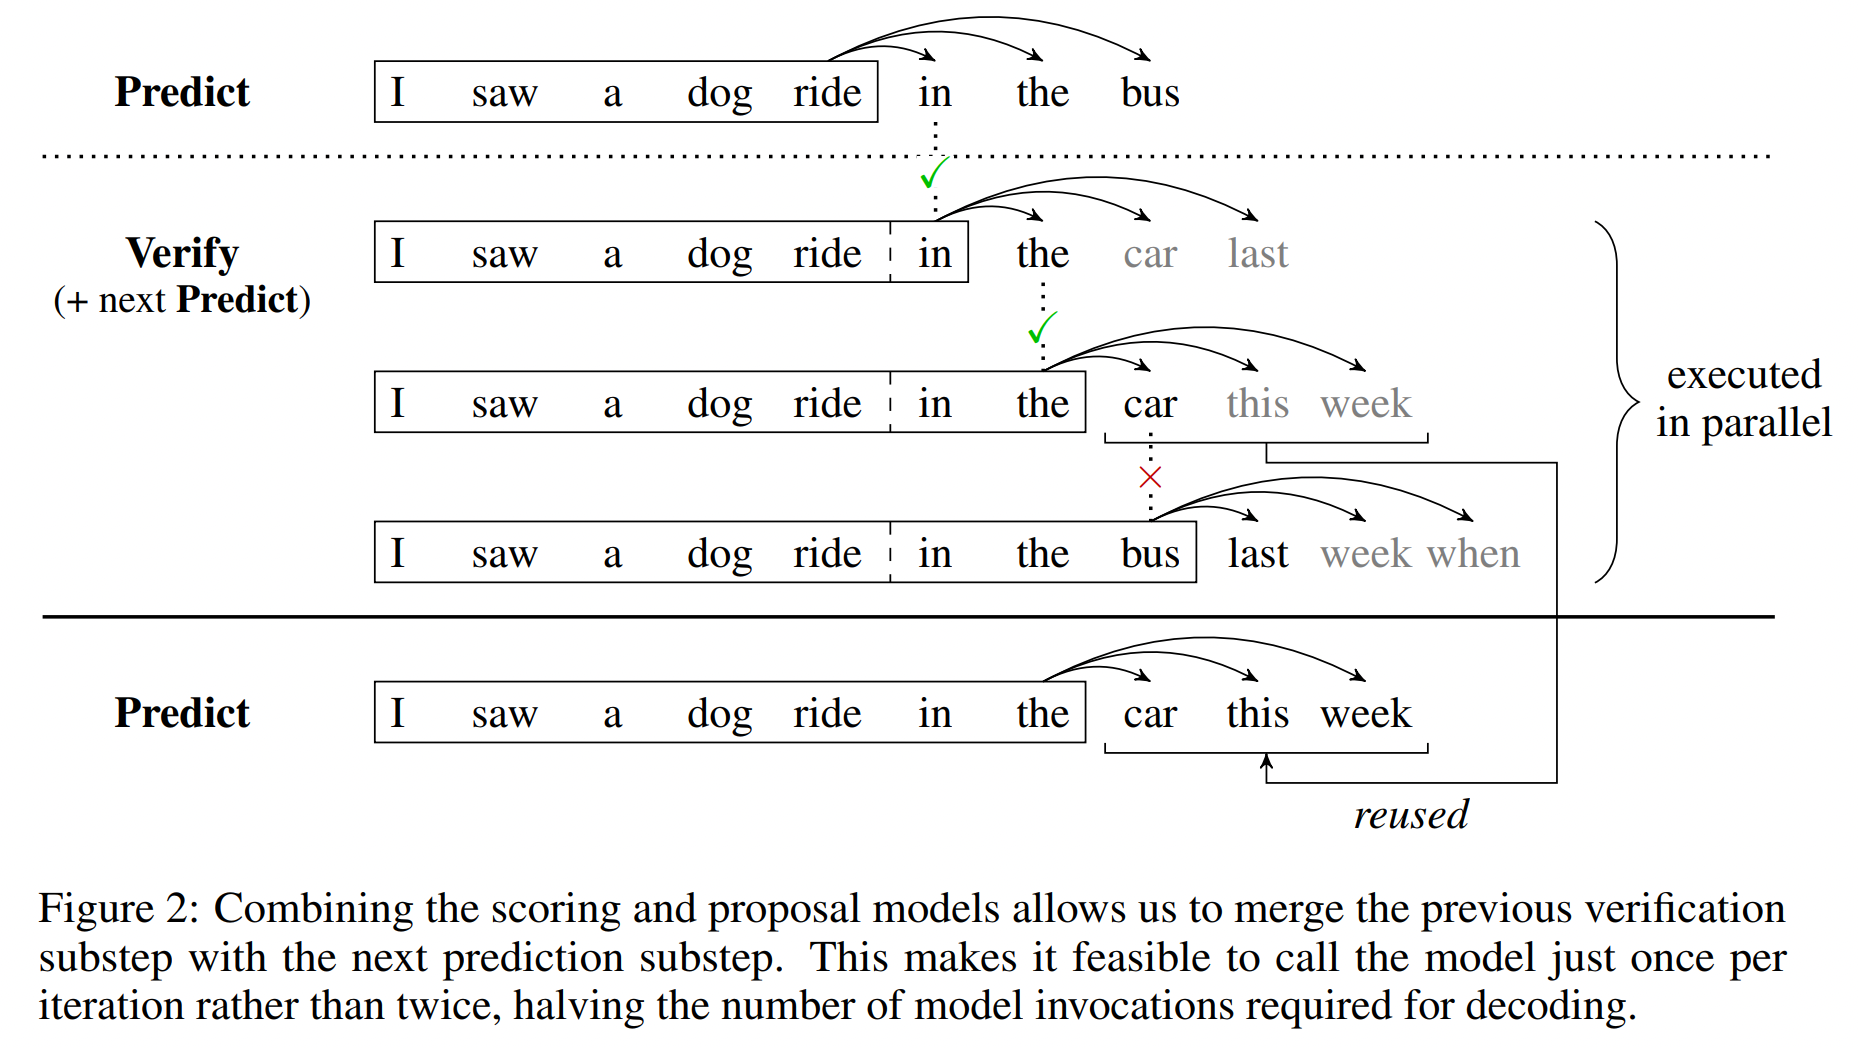 Predict I saw a dog ride in the bus
✓
Verify I saw a dog ride in the car last
(+ next Predict)
✓
I saw a dog ride in the car this week
executed
in parallel
×
I saw a dog ride in the bus last week when
Predict I saw a dog ride in the car this week
reused
Figure 2: Combining the scoring and proposal models allows us to merge the previous verification
substep with the next prediction substep. This makes it feasible to call the model just once per
iteration rather than twice, halving the number of model invocations required for decoding.